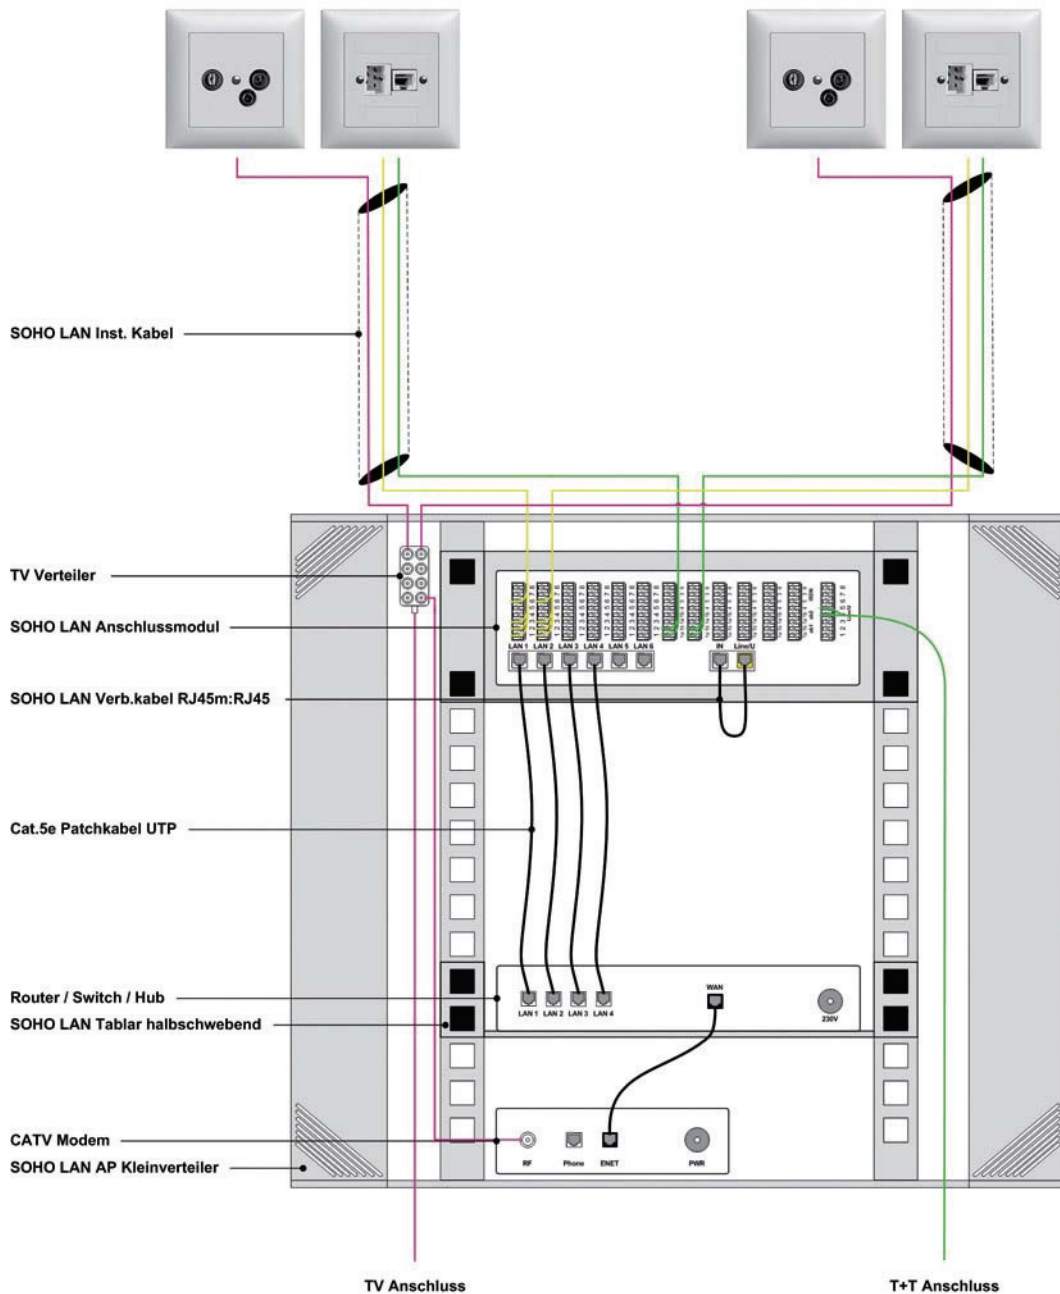 SOHO LAN Inst. Kabel
TV Verteiler
SOHO LAN Anschlussmodul
LAN 1 LAN 2 LAN 3 LAN 4 LAN 5 LAN 6 IN Line/U
SOHO LAN Verb.kabel RJ45m:RJ45
Cat.5e Patchkabel UTP
Router / Switch / Hub
WAN
LAN 1 LAN 2 LAN 3 LAN 4 230V
SOHO LAN Tablar halbschwebend
CATV Modem
RF Phone ENET PWR
SOHO LAN AP Kleinverteiler
TV Anschluss T+T Anschluss